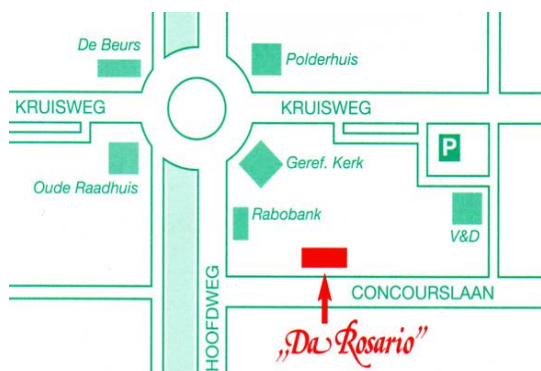 De Beurs
Polderhuis
KRUISWEG
KRUISWEG
P
Geref. Kerk
Oude Raadhuis
Rabobank
V&D
HOOFDWEG
CONCOURSLAAN
„Da Rosario”